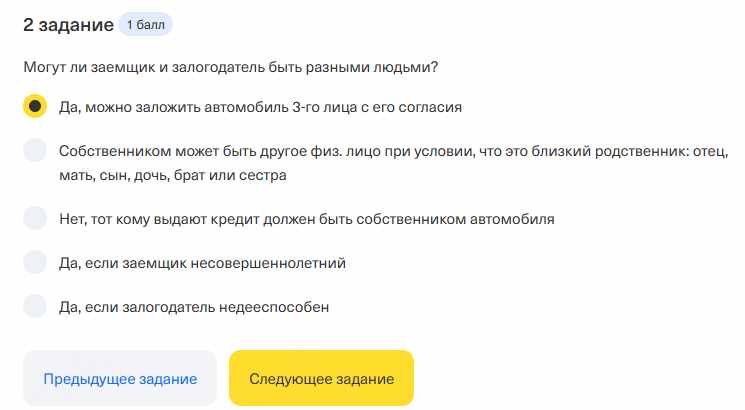 2 задание 1 балл
Могут ли заемщик и залогодатель быть разными людьми?
Да, можно заложить автомобиль 3-го лица с его согласия
Собственником может быть другое физ. лицо при условии, что это близкий родственник: отец,
мать, сын, дочь, брат или сестра
Нет, тот кому выдают кредит должен быть собственником автомобиля
Да, если заемщик несовершеннолетний
Да, если залогодатель недееспособен
Предыдущее задание Следующее задание